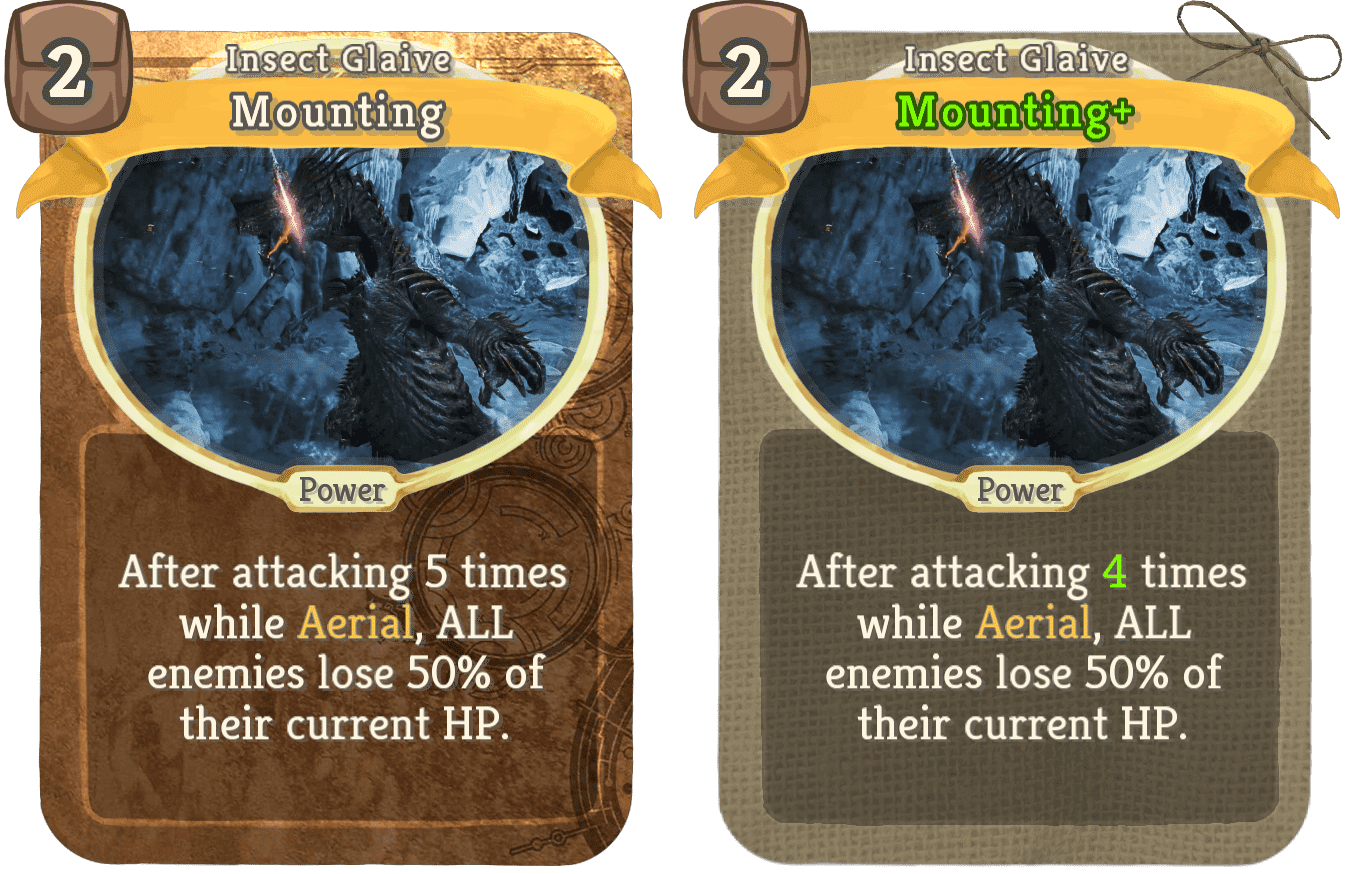 2
Insect Glaive
Mounting
Power
After attacking 5 times
while Aerial, ALL
enemies lose 50% of
their current HP.
2
Insect Glaive
Mounting+
Power
After attacking 4 times
while Aerial, ALL
enemies lose 50% of
their current HP.